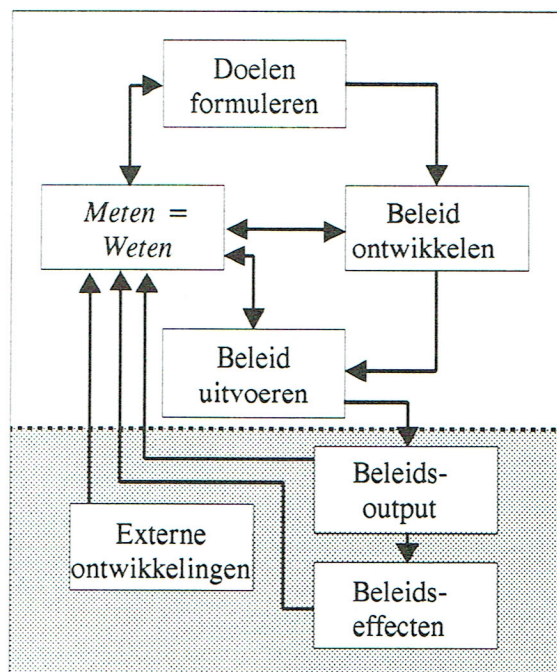 Doelen
formuleren
Meten =
Weten
Beleid
ontwikkelen
Beleid
uitvoeren
Beleids-
output
Externe
ontwikkelingen
Beleids-
effecten